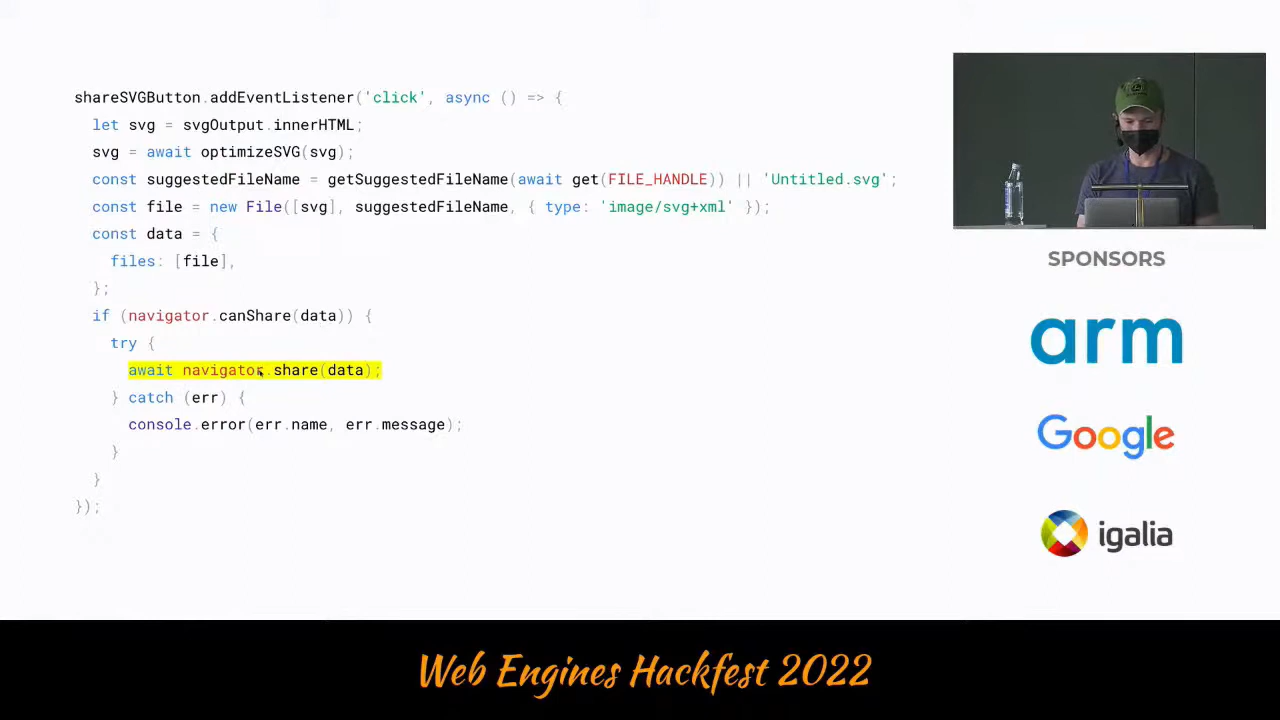 shareSVGButton.addEventListener('click', async () => {
let svg = svgOutput.innerHTML;
svg = await optimizeSVG(svg);
const suggestedFileName = getSuggestedFileName(await get(FILE_HANDLE)) || 'Untitled.svg';
const file = new File([svg], suggestedFileName, { type: 'image/svg+xml' });
const data = {
files: [file],
};
if (navigator.canShare(data)) {
try {
await navigator.share(data);
} catch (err) {
console.error(err.name, err.message);
}
}
});
SPONSORS
arm
Google
igalia
Web Engines Hackfest 2022